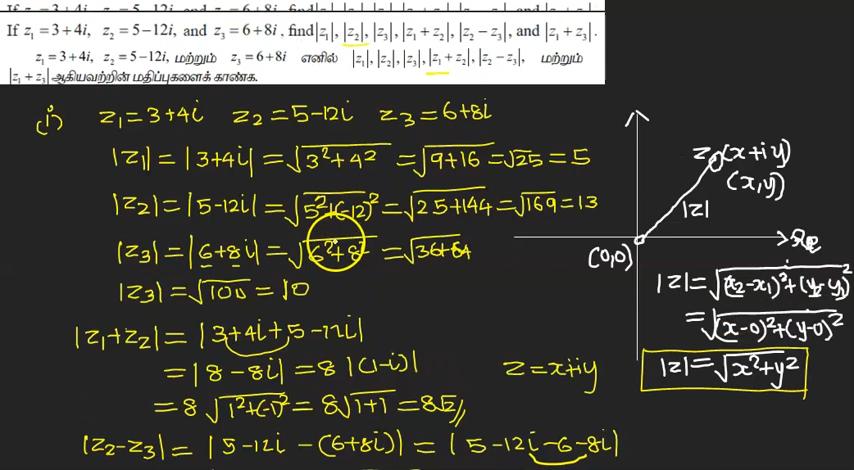 If z₁ = 3+4i, z₂ = 5−12i, and z₃ = 6+8i, find |z₁|, |z₂|, |z₃|, |z₁+z₂|, |z₂−z₃|, and |z₁+z₃|.
z₁ = 3+4i, z₂ = 5−12i, மற்றும் z₃ = 6+8i எனில் |z₁|, |z₂|, |z₃|, |z₁+z₂|, |z₂−z₃|, மற்றும்
|z₁+z₃| ஆகியவற்றின் மதிப்புகளைக் காண்க.
(i) z₁=3+4i z₂=5-12i z₃=6+8i
|z₁|=|3+4i|=√(3²+4²)=√(9+16)=√25=5
|z₂|=|5-12i|=√(5²+(-12)²)=√(25+144)=√169=13
|z₃|=|6+8i|=√(6²+8²)=√(36+64)
|z₃|=√100=10
|z₁+z₂|=|3+4i+5-12i|
=|8-8i|=8|(1-i)|
=8√(1²+(-1)²)=8√(1+1)=8√2//
|z₂-z₃|=|5-12i-(6+8i)|=|5-12i-6-8i|
z=x+iy
z (x+iy)
(x,y)
|z|
(0,0)
|z|=√((x₂-x₁)²+(y₂-y₁)²)
=√((x-0)²+(y-0)²)
|z|=√(x²+y²)